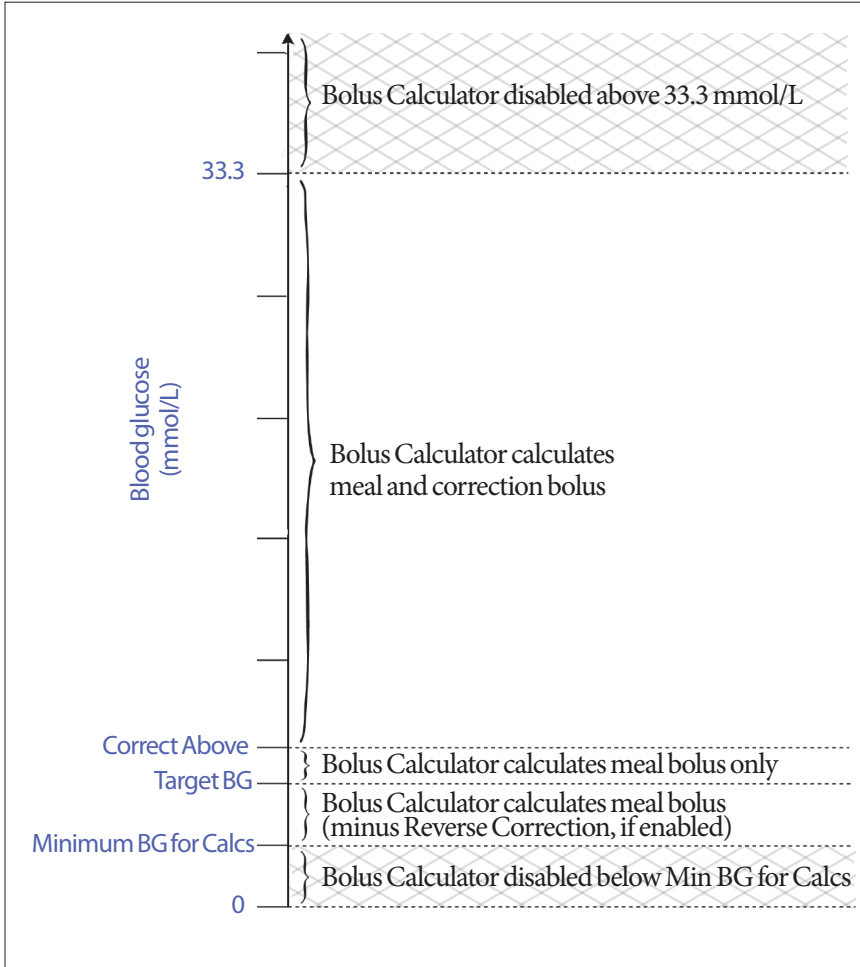 Bolus Calculator disabled above 33.3 mmol/L
33.3
Blood glucose
(mmol/L)
Bolus Calculator calculates
meal and correction bolus
Correct Above
Bolus Calculator calculates meal bolus only
Target BG
Bolus Calculator calculates meal bolus
(minus Reverse Correction, if enabled)
Minimum BG for Calcs
Bolus Calculator disabled below Min BG for Calcs
0